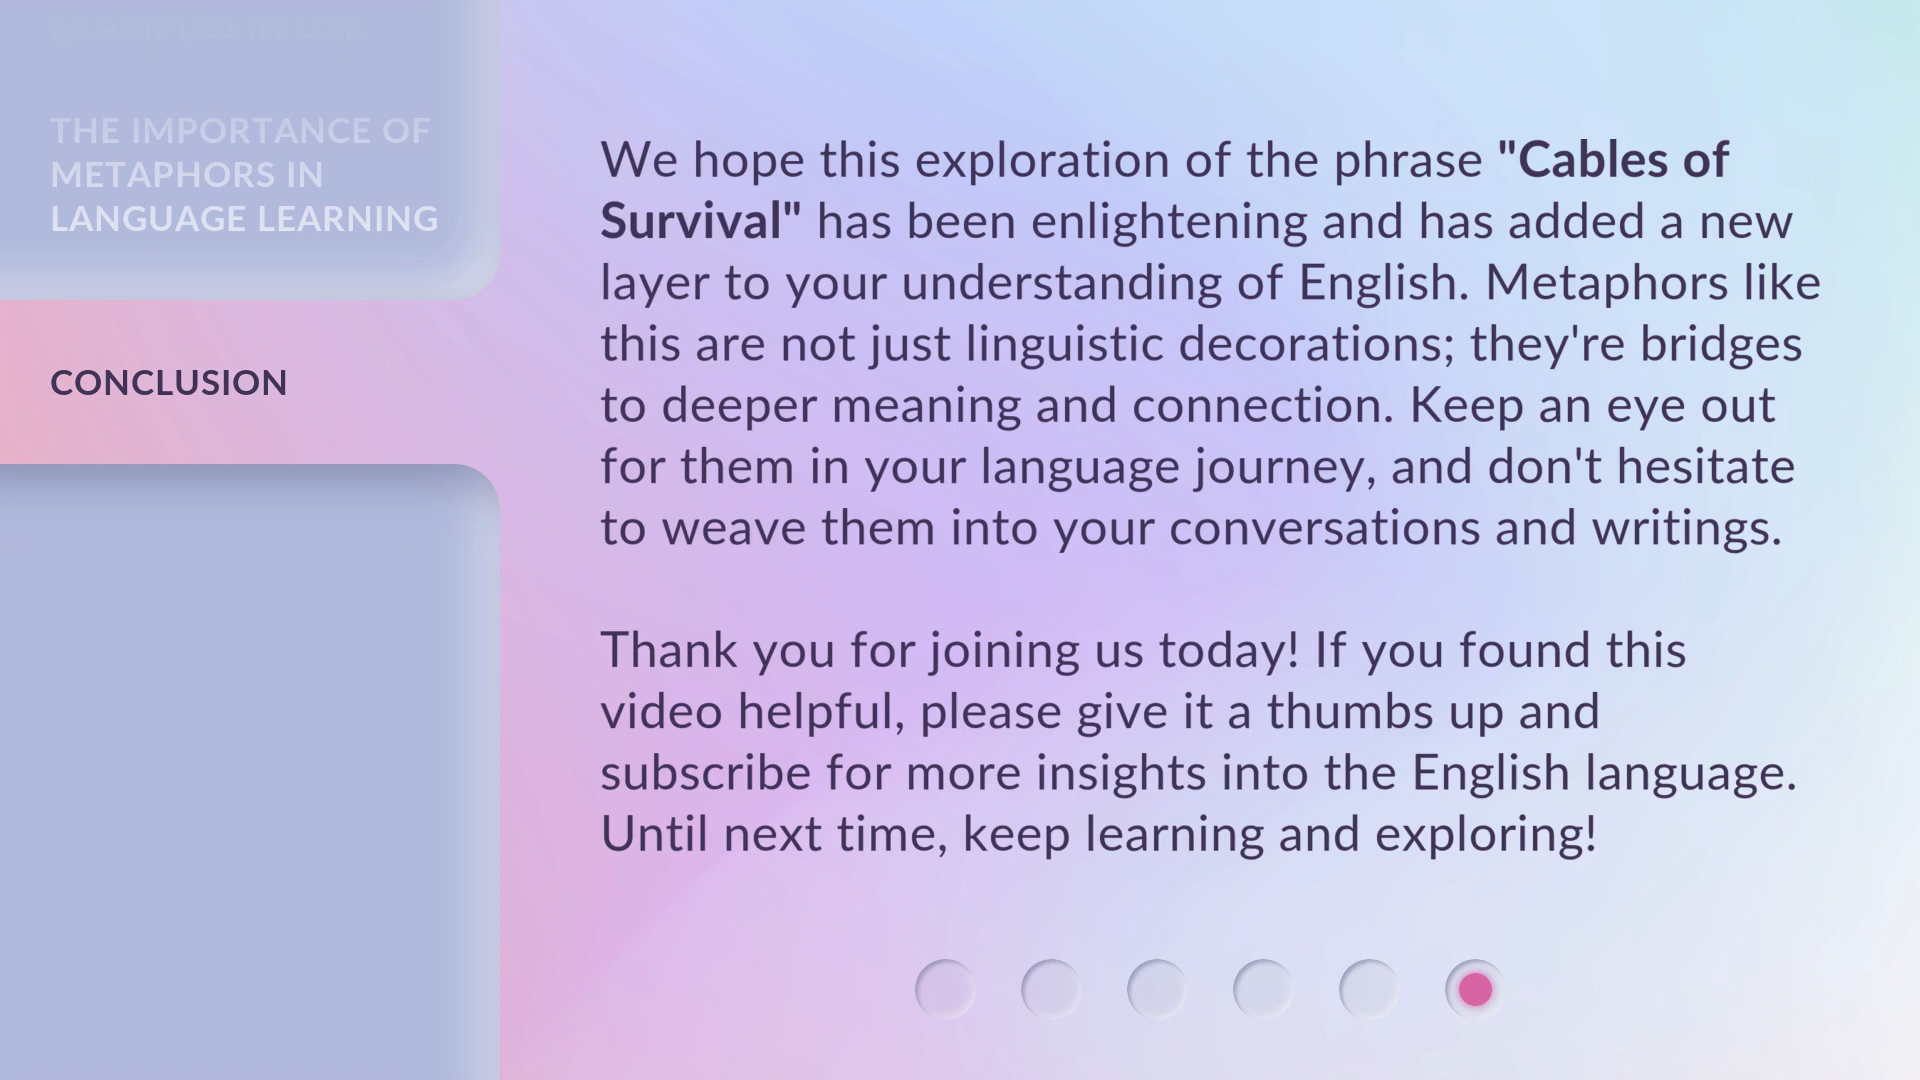 EXAMPLES IN USE
THE IMPORTANCE OF
METAPHORS IN
LANGUAGE LEARNING
CONCLUSION
We hope this exploration of the phrase "Cables of
Survival" has been enlightening and has added a new
layer to your understanding of English. Metaphors like
this are not just linguistic decorations; they're bridges
to deeper meaning and connection. Keep an eye out
for them in your language journey, and don't hesitate
to weave them into your conversations and writings.
Thank you for joining us today! If you found this
video helpful, please give it a thumbs up and
subscribe for more insights into the English language.
Until next time, keep learning and exploring!